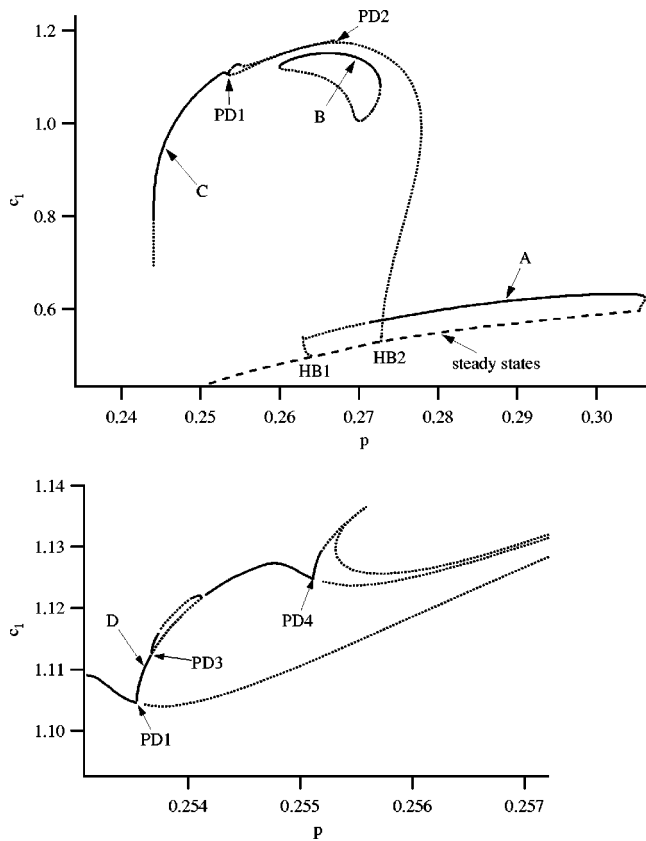 PD2
1.2
PD1
B
1.0
C
c1
0.8
A
0.6
HB1
HB2
steady states
0.24
0.25
0.26
0.27
0.28
0.29
0.30
p
1.14
1.13
1.12
PD4
c1
D
PD3
1.11
1.10
PD1
0.254
0.255
0.256
0.257
p